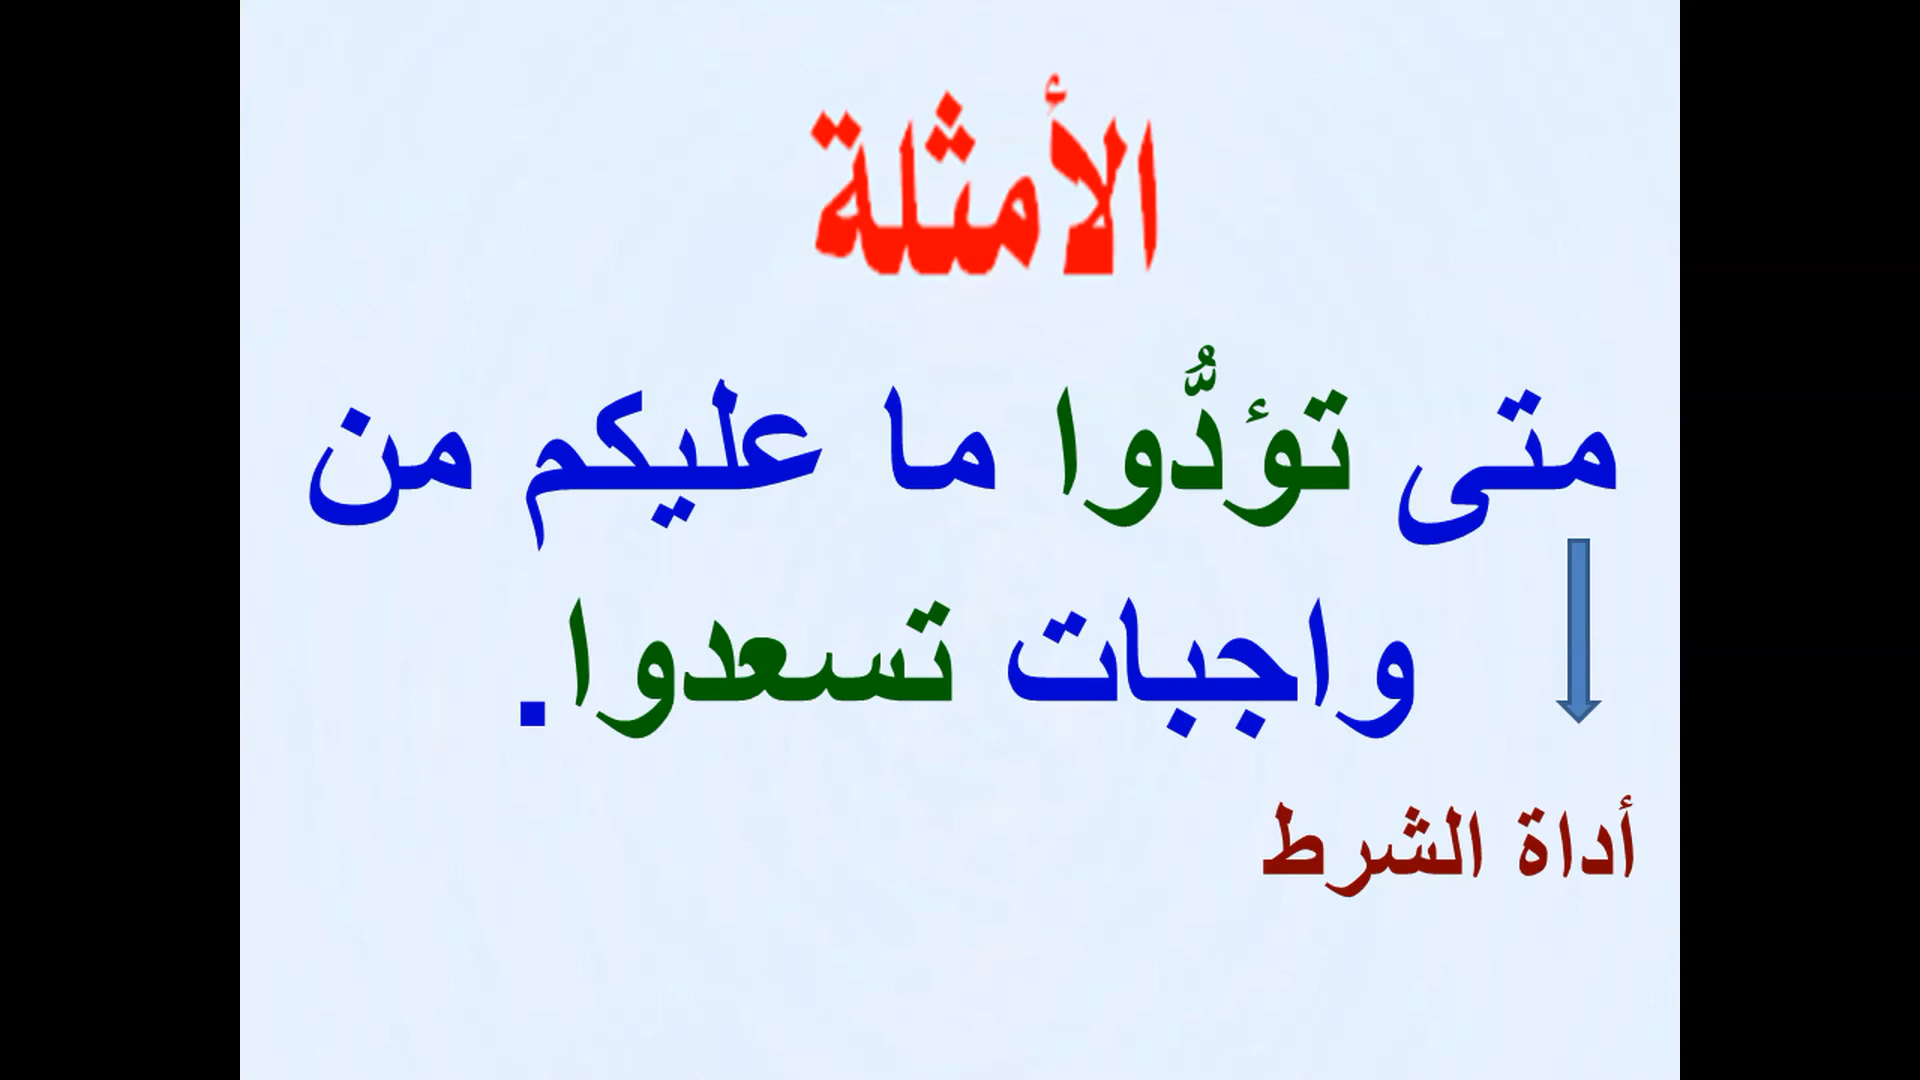 الأمثلة
متى تؤدُّوا ما عليكم من
واجبات تسعدوا.
أداة الشرط